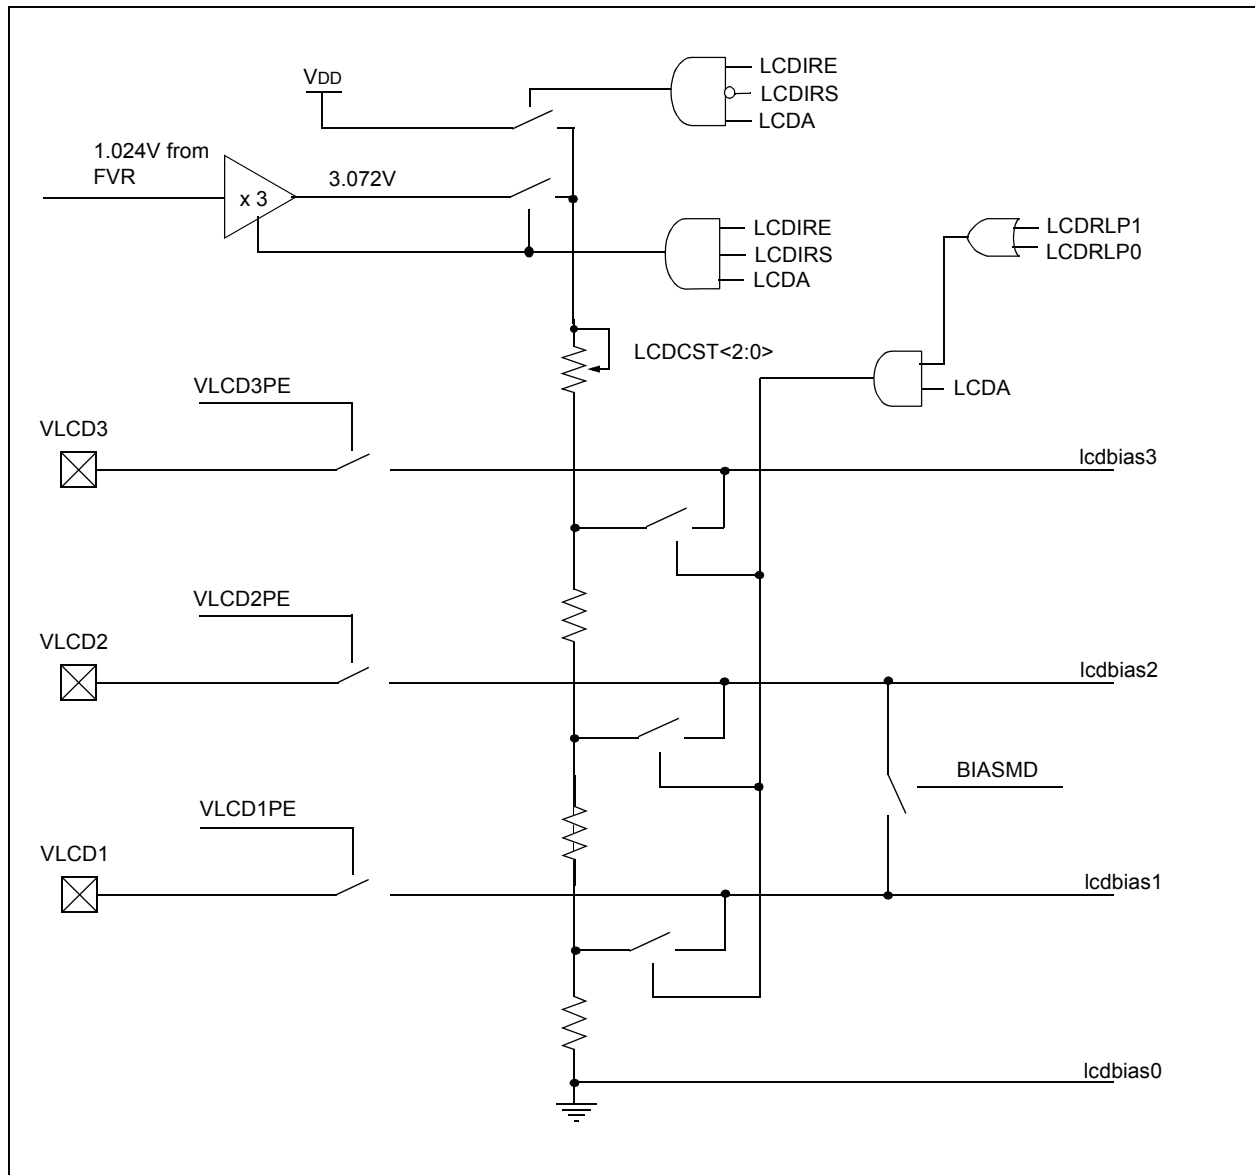 VDD
LCDIRE
LCDIRS
LCDA
1.024V from
FVR
x 3
3.072V
LCDIRE
LCDIRS
LCDA
LCDRLP1
LCDRLP0
LCDCST<2:0>
LCDA
VLCD3PE
VLCD3
lcdbias3
VLCD2PE
VLCD2
lcdbias2
BIASMD
VLCD1PE
VLCD1
lcdbias1
lcdbias0